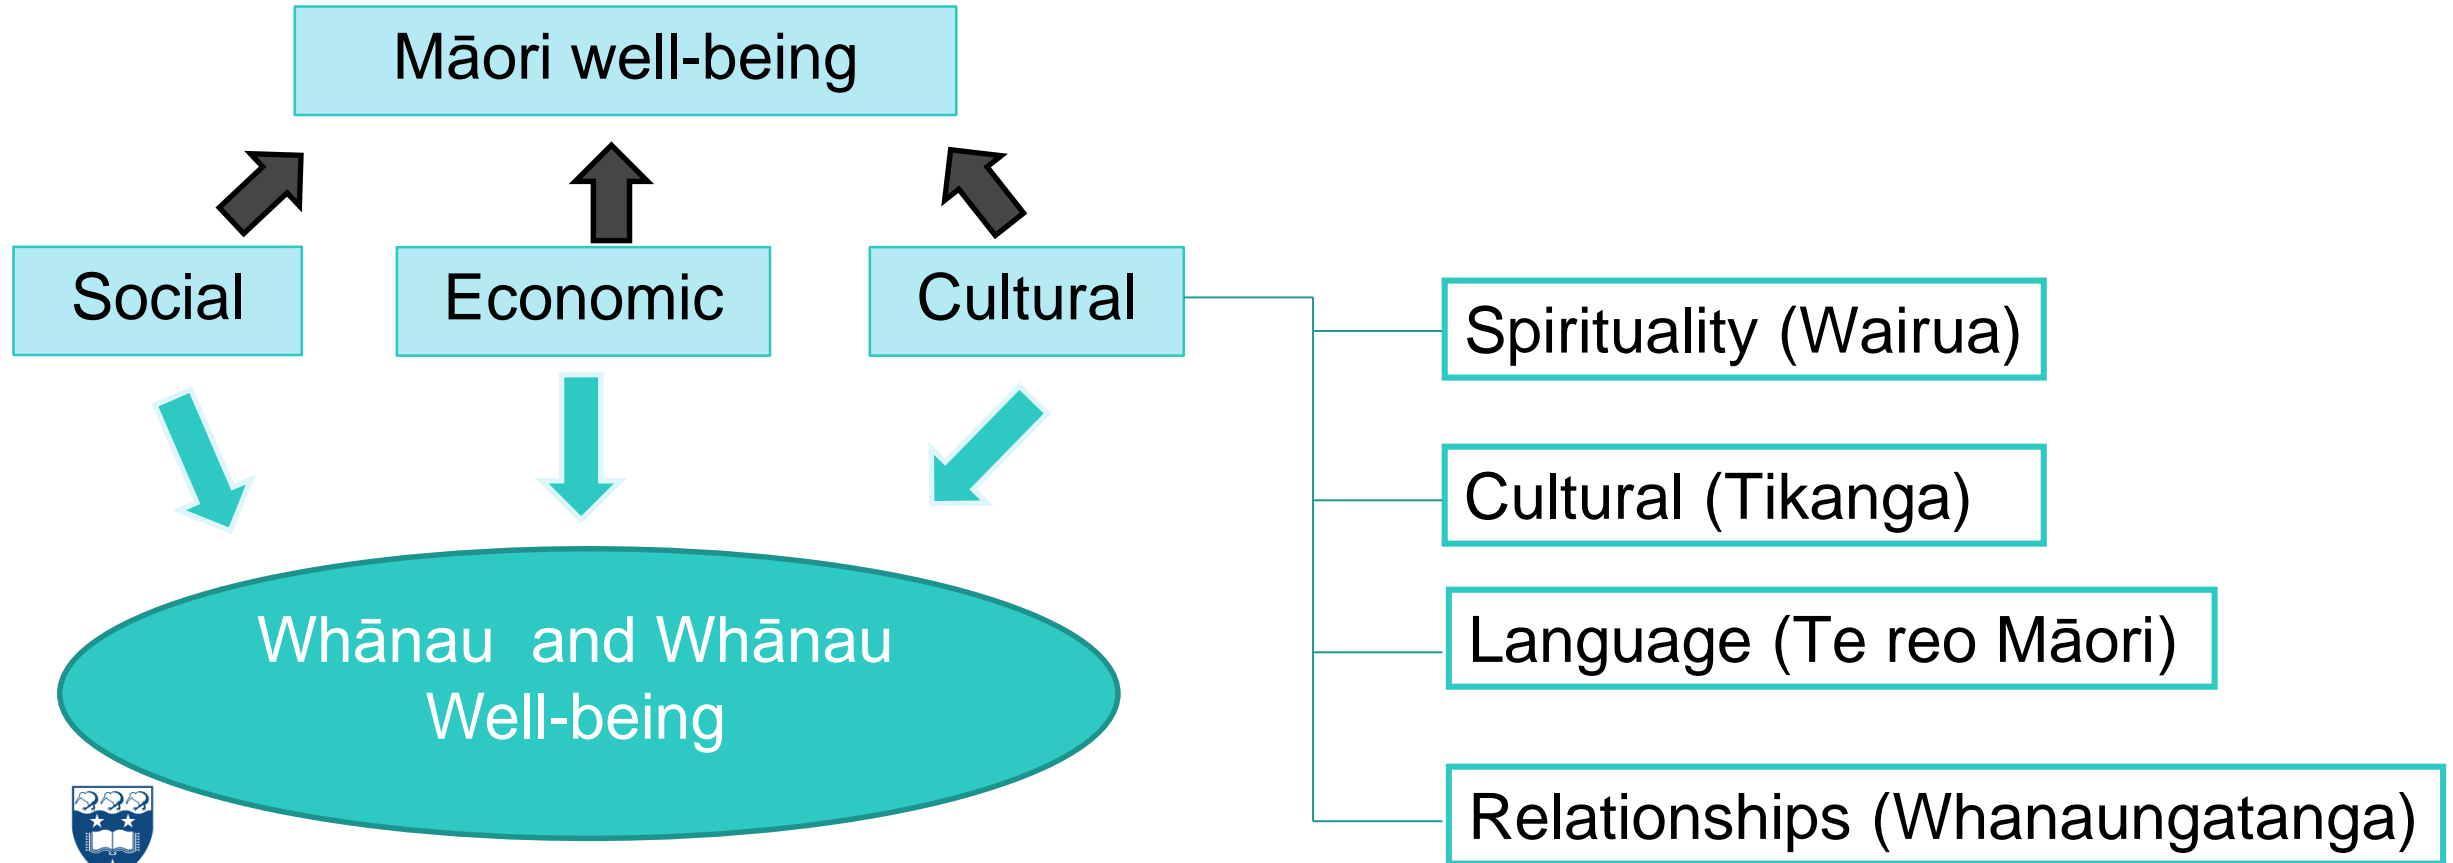 Māori well-being
Social
Economic
Cultural
Spirituality (Wairua)
Cultural (Tikanga)
Language (Te reo Māori)
Relationships (Whanaungatanga)
Whānau  and Whānau
Well-being